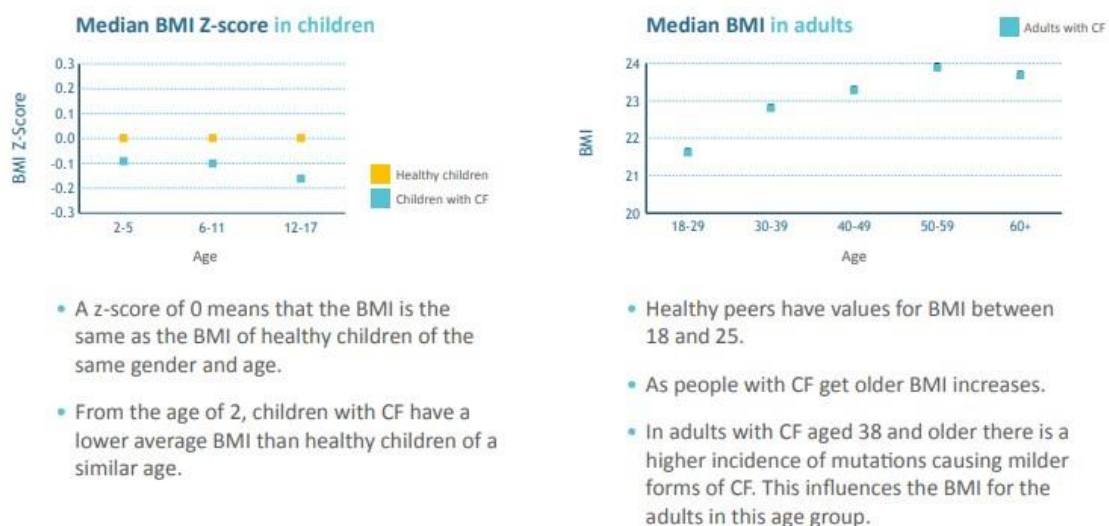 Median BMI Z-score in children
0.3
0.2
0.1
0.0
-0.1
-0.2
-0.3
BMI Z-Score
2-5
6-11
12-17
Age
Healthy children
Children with CF
• A z-score of 0 means that the BMI is the
same as the BMI of healthy children of the
same gender and age.
• From the age of 2, children with CF have a
lower average BMI than healthy children of a
similar age.
Median BMI in adults
Adults with CF
24
23
22
21
20
BMI
18-29
30-39
40-49
50-59
60+
Age
• Healthy peers have values for BMI between
18 and 25.
• As people with CF get older BMI increases.
• In adults with CF aged 38 and older there is a
higher incidence of mutations causing milder
forms of CF. This influences the BMI for the
adults in this age group.